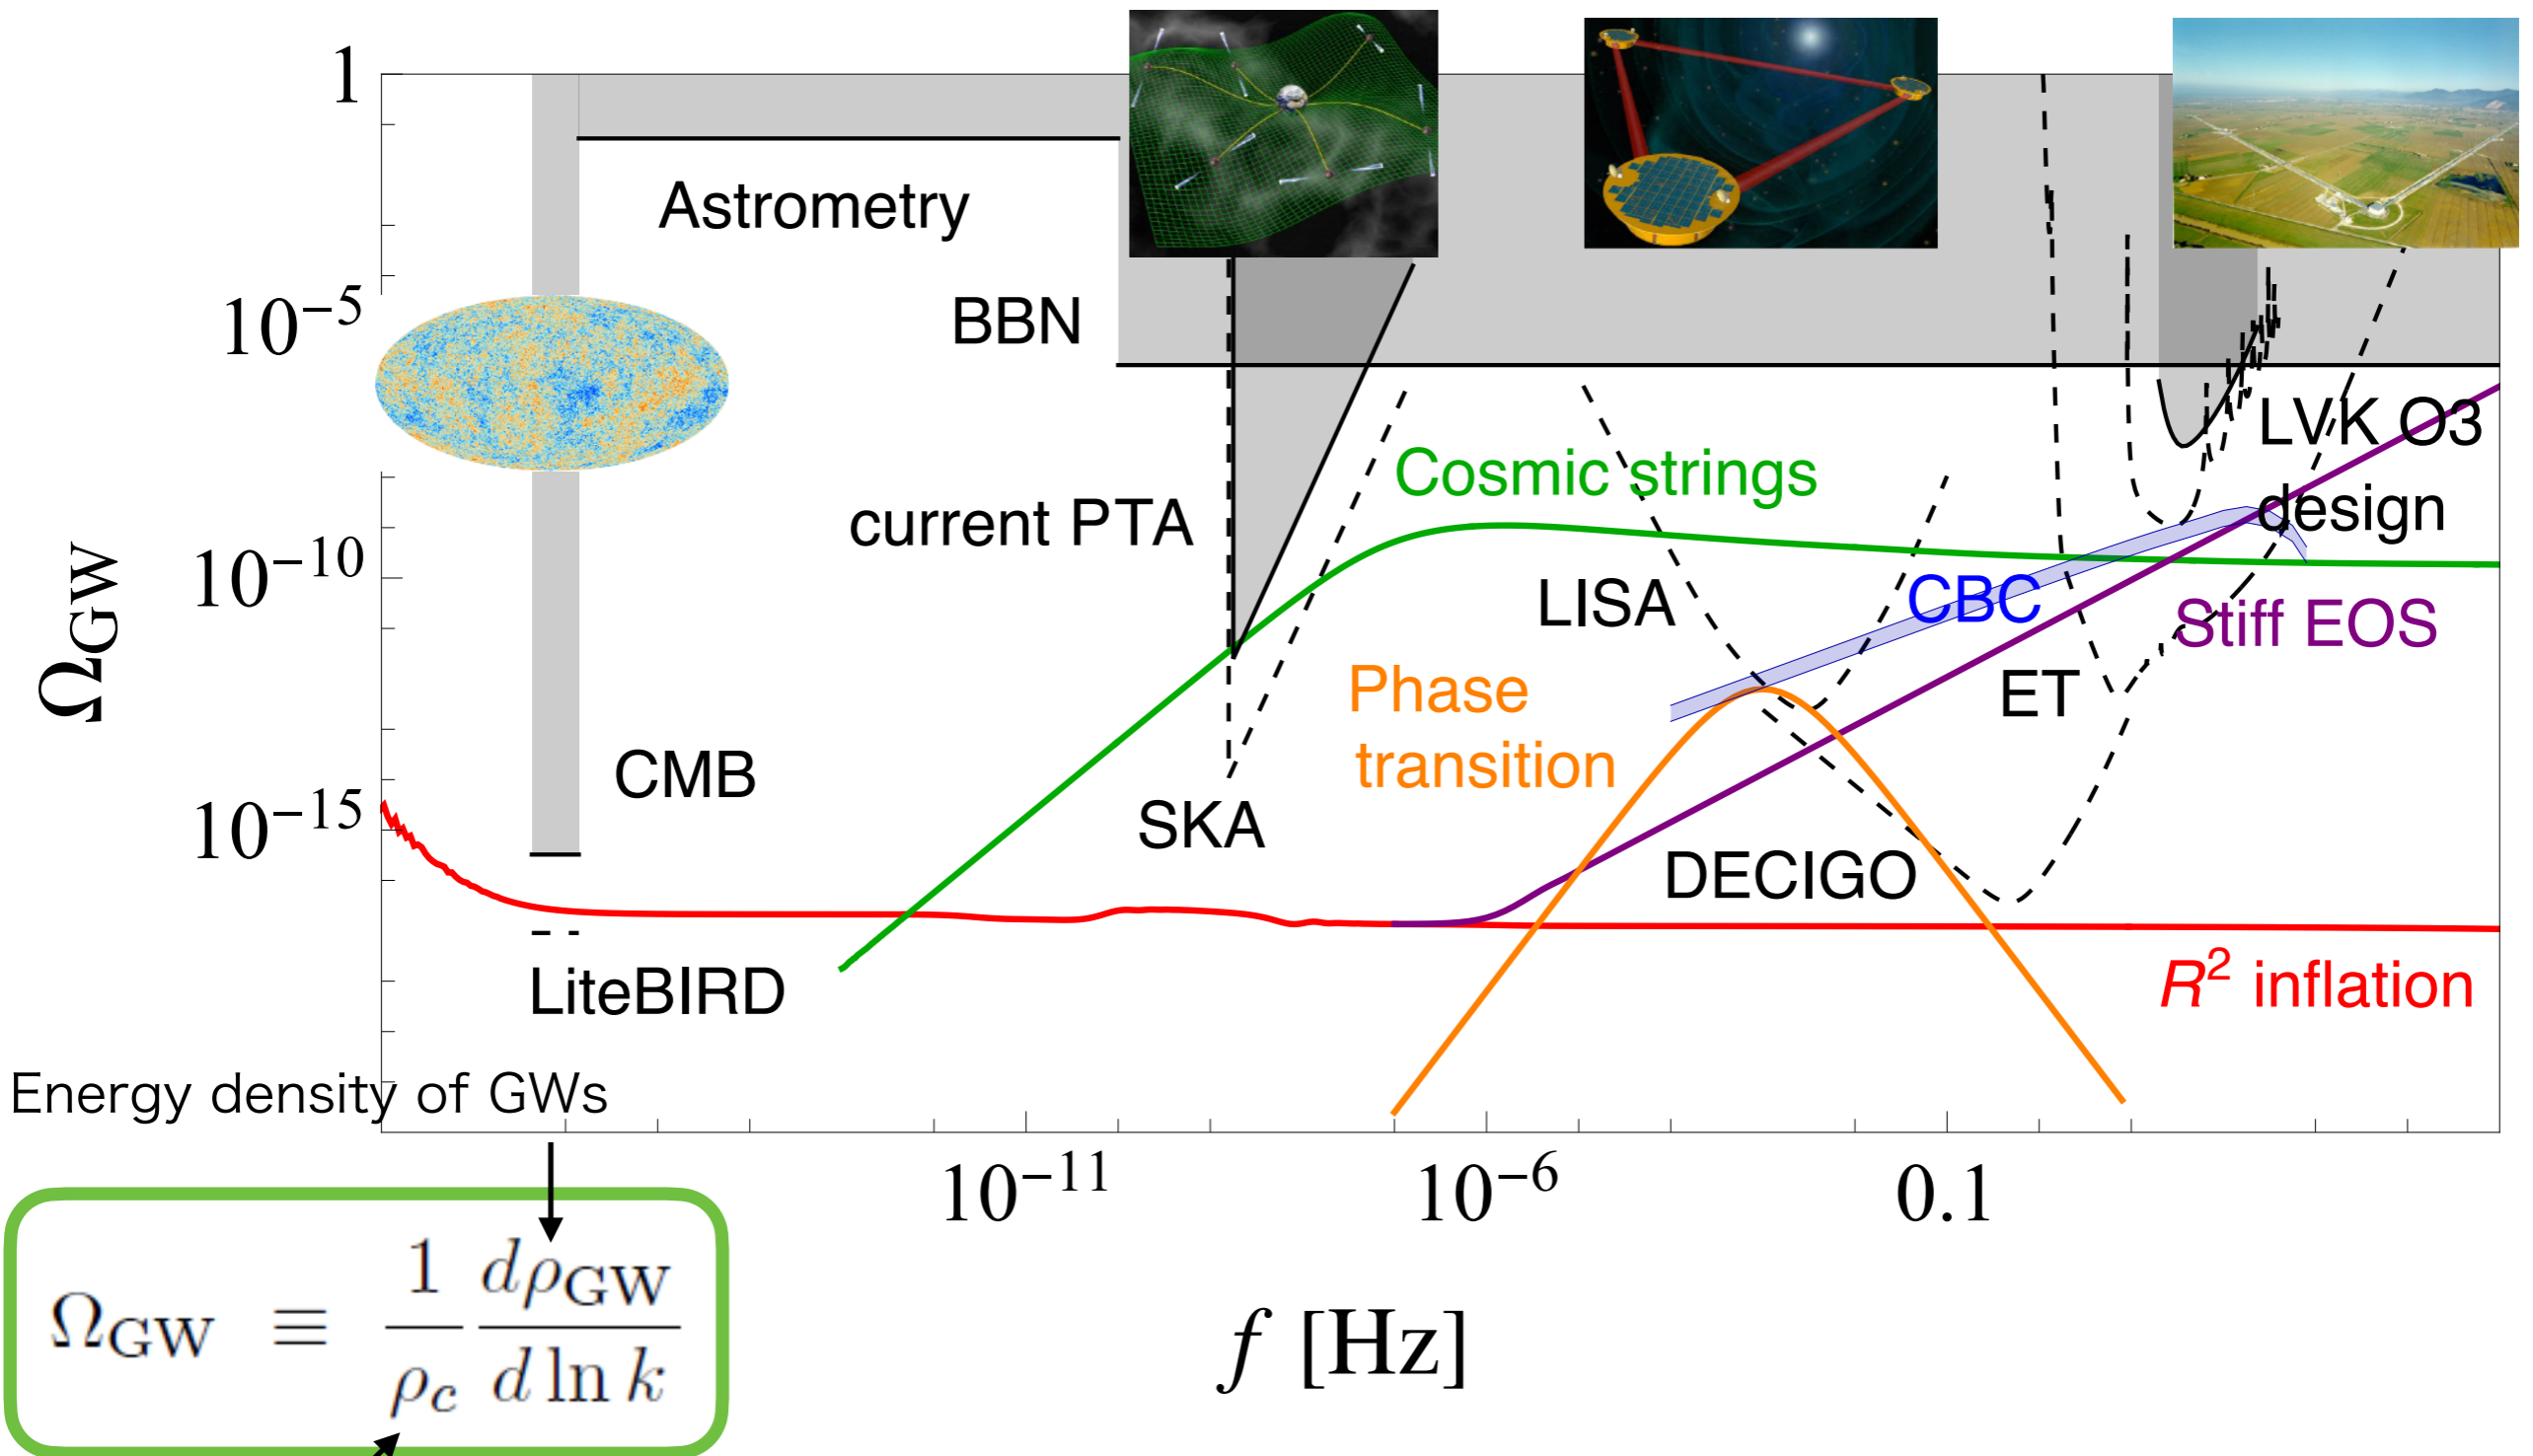 1
Astrometry
10⁻⁵
BBN
LVK O3
Cosmic strings
design
current PTA
10⁻¹⁰
LISA
CBC
Stiff EOS
Ω_GW
Phase
transition
ET
CMB
10⁻¹⁵
SKA
DECIGO
LiteBIRD
R² inflation
Energy density of GWs
10⁻¹¹
10⁻⁶
0.1
Ω_GW ≡ 1/ρ_c dρ_GW/d ln k
f [Hz]